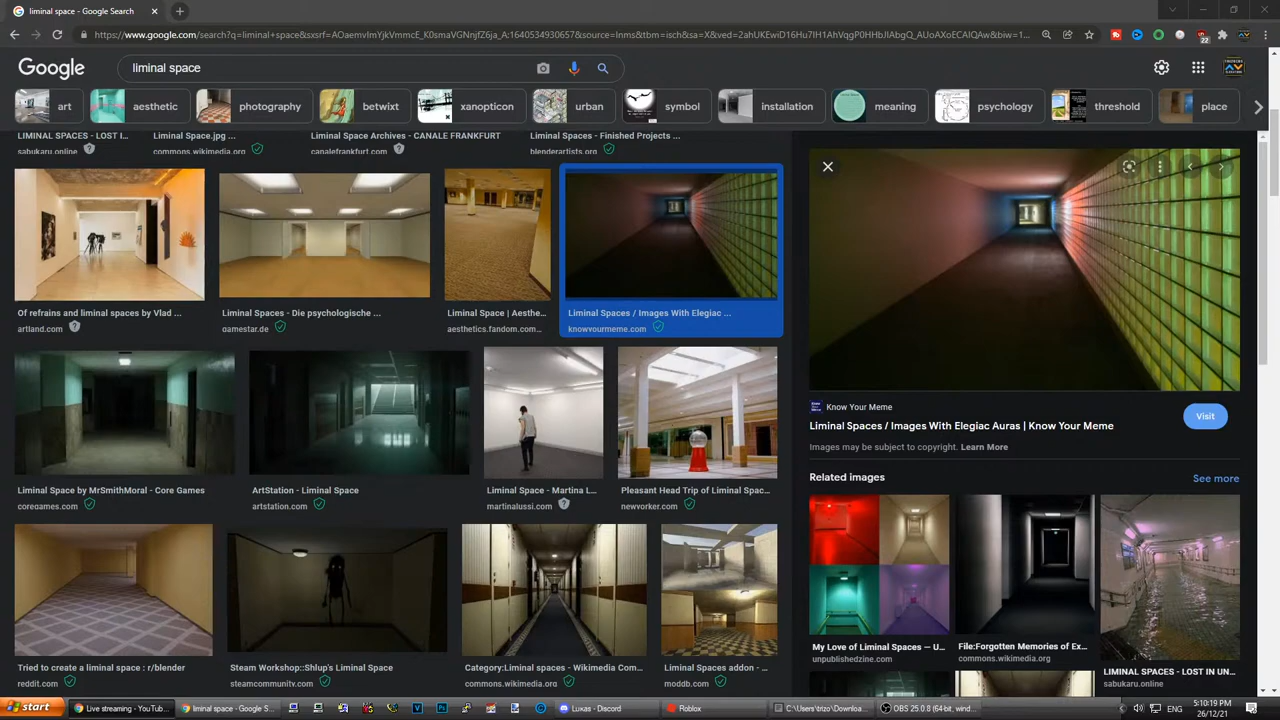 liminal space - Google Search
https://www.google.com/search?q=liminal+space&sxsrf=AOaemvImYjkVmmcE_K0smaVGNnjfZ6ja_A:1640534930657&source=lnms&tbm=isch&sa=X&ved=2ahUKEwiD16Hu7IH1AhVqgP0HHbJIAbgQ_AUoAXoECAIQAw&biw=1...
22
Google
liminal space
art
aesthetic
photography
botwixt
xanopticon
urban
symbol
installation
meaning
psychology
threshold
place
LIMINAL SPACES - LOST I...
sabukaru.online
Liminal Space.jpg ...
commons.wikimedia.org
Liminal Space Archives - CANALE FRANKFURT
canalefrankfurt.com
Liminal Spaces - Finished Projects ...
blenderartists.org
Of refrains and liminal spaces by Vlad ...
artland.com
Liminal Spaces - Die psychologische ...
gamestar.de
Liminal Space | Aesthe...
aesthetics.fandom.com...
Liminal Spaces / Images With Elegiac ...
knowyourmeme.com
Liminal Space by MrSmithMoral - Core Games
coregames.com
ArtStation - Liminal Space
artstation.com
Liminal Space - Martina L...
martinalussi.com
Pleasant Head Trip of Liminal Spac...
newyorker.com
Tried to create a liminal space : r/blender
reddit.com
Steam Workshop::Shlup's Liminal Space
steamcommunity.com
Category:Liminal spaces - Wikimedia Com...
commons.wikimedia.org
Liminal Spaces addon - ...
moddb.com
Know Your Meme
Liminal Spaces / Images With Elegiac Auras | Know Your Meme
Visit
Images may be subject to copyright. Learn More
Related images
See more
My Love of Liminal Spaces — U...
unpublishedzine.com
File:Forgotten Memories of Ex...
commons.wikimedia.org
LIMINAL SPACES - LOST IN UN...
sabukaru.online
start
Live streaming - YouTub...
liminal space - Google S...
Luxas - Discord
Roblox
C:\Users\trizo\Downloa...
OBS 25.0.8 (64-bit, wind...
ENG
5:10:19 PM
26/12/21